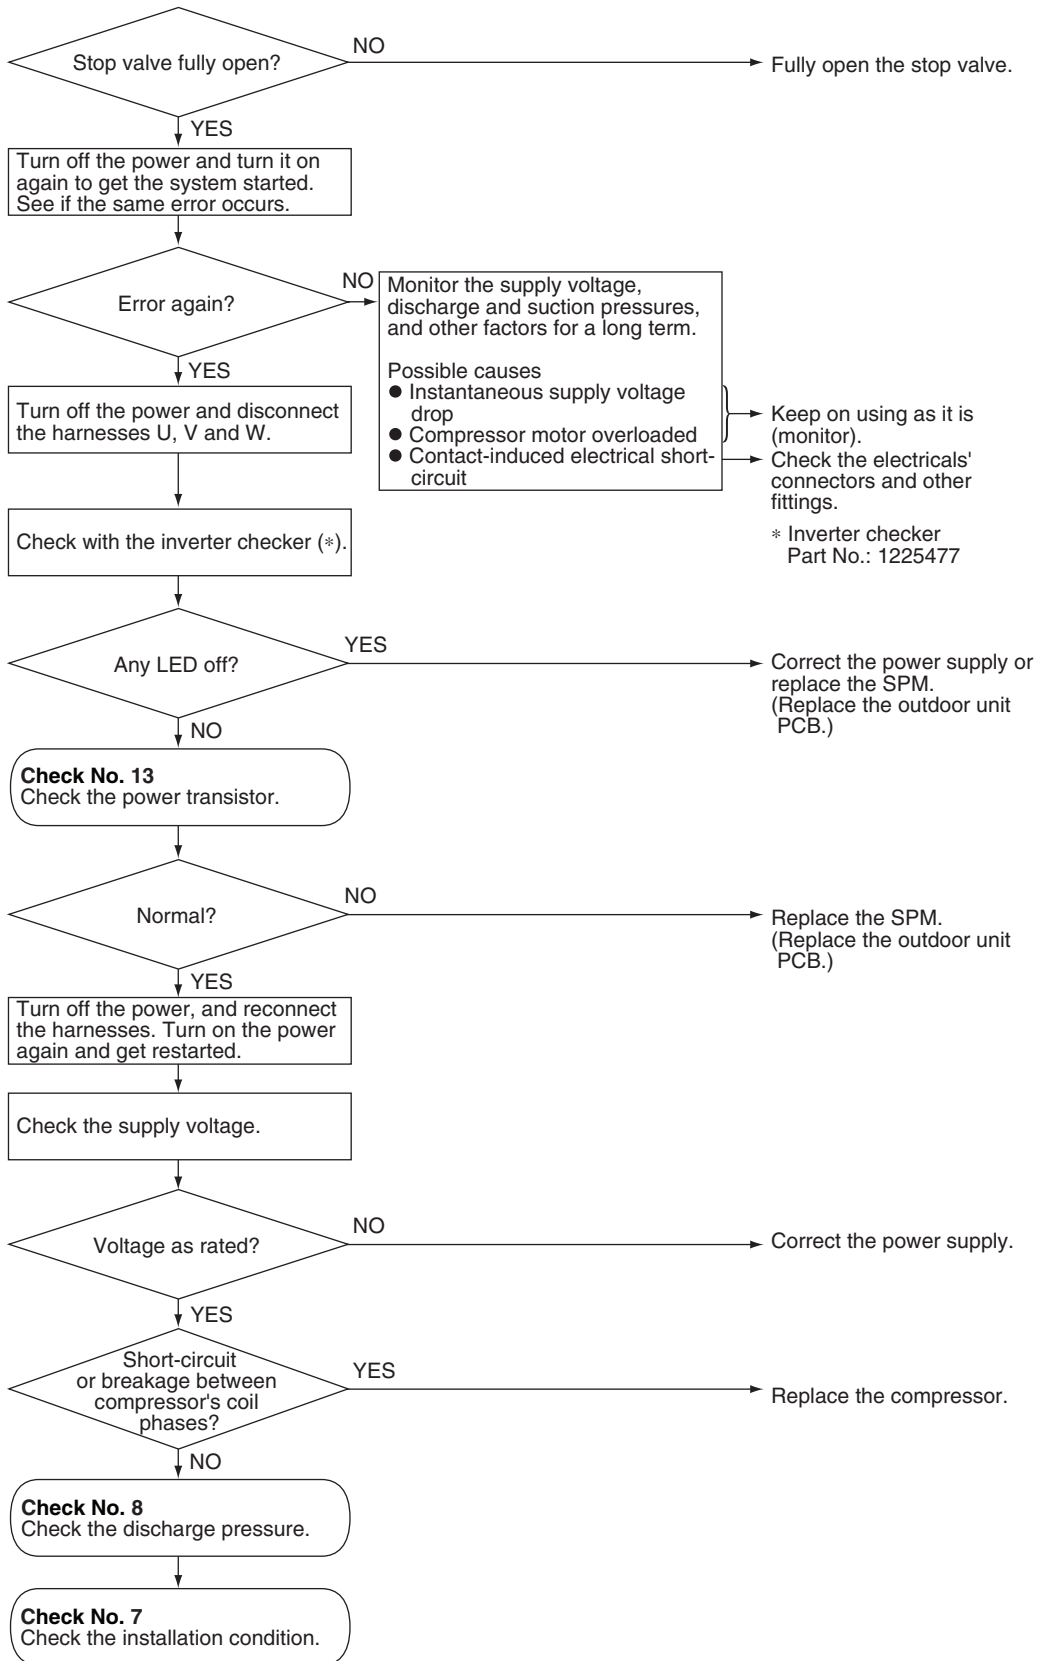 Stop valve fully open?
NO
Fully open the stop valve.
YES
Turn off the power and turn it on
again to get the system started.
See if the same error occurs.
Error again?
NO
Monitor the supply voltage,
discharge and suction pressures,
and other factors for a long term.
Possible causes
● Instantaneous supply voltage
drop
● Compressor motor overloaded
● Contact-induced electrical short-
circuit
Keep on using as it is
(monitor).
Check the electricals'
connectors and other
fittings.
* Inverter checker
Part No.: 1225477
YES
Turn off the power and disconnect
the harnesses U, V and W.
Check with the inverter checker (*).
Any LED off?
YES
Correct the power supply or
replace the SPM.
(Replace the outdoor unit
PCB.)
NO
Check No. 13
Check the power transistor.
Normal?
NO
Replace the SPM.
(Replace the outdoor unit
PCB.)
YES
Turn off the power, and reconnect
the harnesses. Turn on the power
again and get restarted.
Check the supply voltage.
Voltage as rated?
NO
Correct the power supply.
YES
Short-circuit
or breakage between
compressor's coil
phases?
YES
Replace the compressor.
NO
Check No. 8
Check the discharge pressure.
Check No. 7
Check the installation condition.